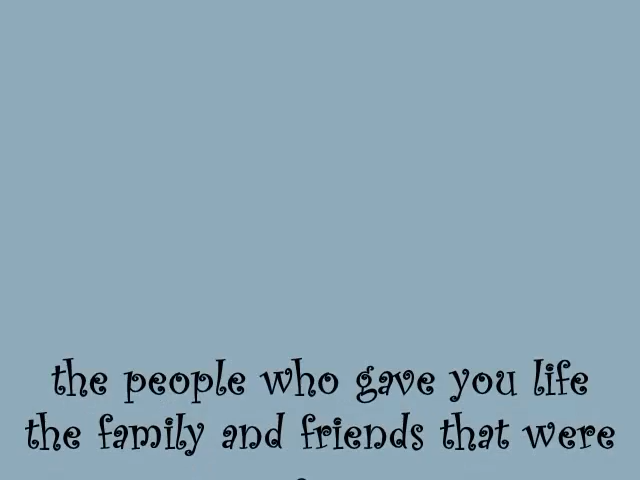 the people who gave you life
the family and friends that were